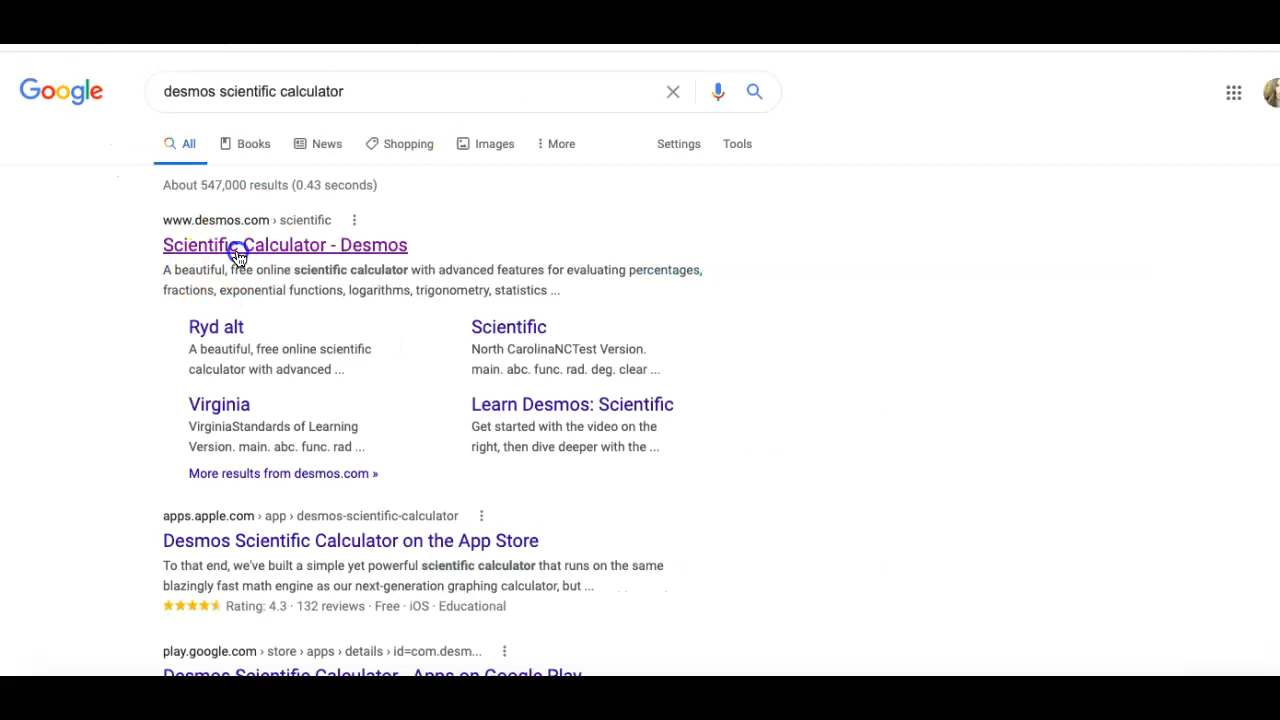 Google
desmos scientific calculator
All Books News Shopping Images More Settings Tools
About 547,000 results (0.43 seconds)
www.desmos.com › scientific
Scientific Calculator - Desmos
A beautiful, free online scientific calculator with advanced features for evaluating percentages,
fractions, exponential functions, logarithms, trigonometry, statistics ...
Ryd alt
A beautiful, free online scientific
calculator with advanced ...
Scientific
North CarolinaNCTest Version.
main. abc. func. rad. deg. clear ...
Virginia
VirginiaStandards of Learning
Version. main. abc. func. rad ...
Learn Desmos: Scientific
Get started with the video on the
right, then dive deeper with the ...
More results from desmos.com »
apps.apple.com › app › desmos-scientific-calculator
Desmos Scientific Calculator on the App Store
To that end, we've built a simple yet powerful scientific calculator that runs on the same
blazingly fast math engine as our next-generation graphing calculator, but ...
Rating: 4.3 · 132 reviews · Free · iOS · Educational
play.google.com › store › apps › details › id=com.desm...
Desmos Scientific Calculator - Apps on Google Play